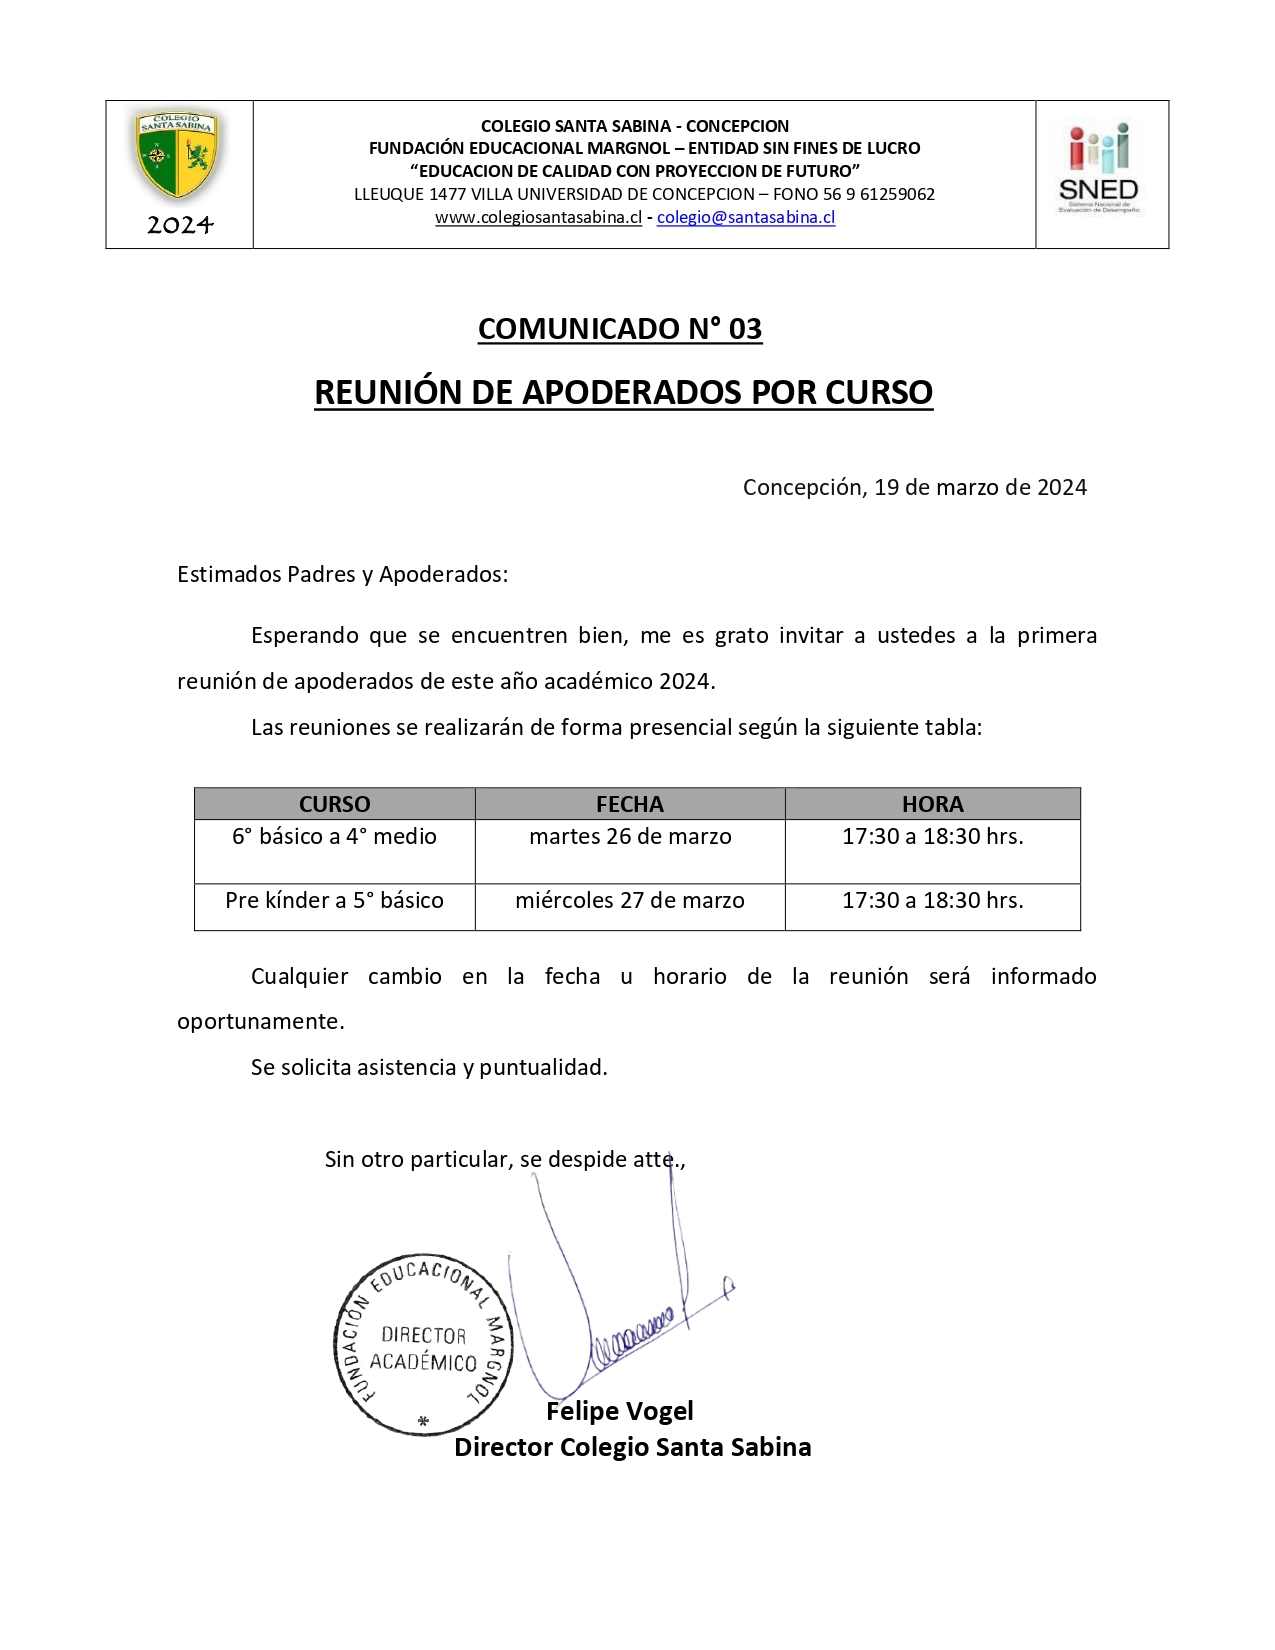 COLEGIO
SANTA SABINA
N
W E
S
2024
COLEGIO SANTA SABINA - CONCEPCION
FUNDACIÓN EDUCACIONAL MARGNOL – ENTIDAD SIN FINES DE LUCRO
“EDUCACION DE CALIDAD CON PROYECCION DE FUTURO”
LLEUQUE 1477 VILLA UNIVERSIDAD DE CONCEPCION – FONO 56 9 61259062
www.colegiosantasabina.cl - colegio@santasabina.cl
SNED
Sistema Nacional de
Evaluación de Desempeño
COMUNICADO N° 03
REUNIÓN DE APODERADOS POR CURSO
Concepción, 19 de marzo de 2024
Estimados Padres y Apoderados:
Esperando que se encuentren bien, me es grato invitar a ustedes a la primera
reunión de apoderados de este año académico 2024.
Las reuniones se realizarán de forma presencial según la siguiente tabla:
CURSO FECHA HORA
6° básico a 4° medio martes 26 de marzo 17:30 a 18:30 hrs.
Pre kínder a 5° básico miércoles 27 de marzo 17:30 a 18:30 hrs.
Cualquier cambio en la fecha u horario de la reunión será informado
oportunamente.
Se solicita asistencia y puntualidad.
Sin otro particular, se despide atte.,
FUNDACIÓN EDUCACIONAL MARGNOL
DIRECTOR
ACADÉMICO
*
Felipe Vogel
Director Colegio Santa Sabina